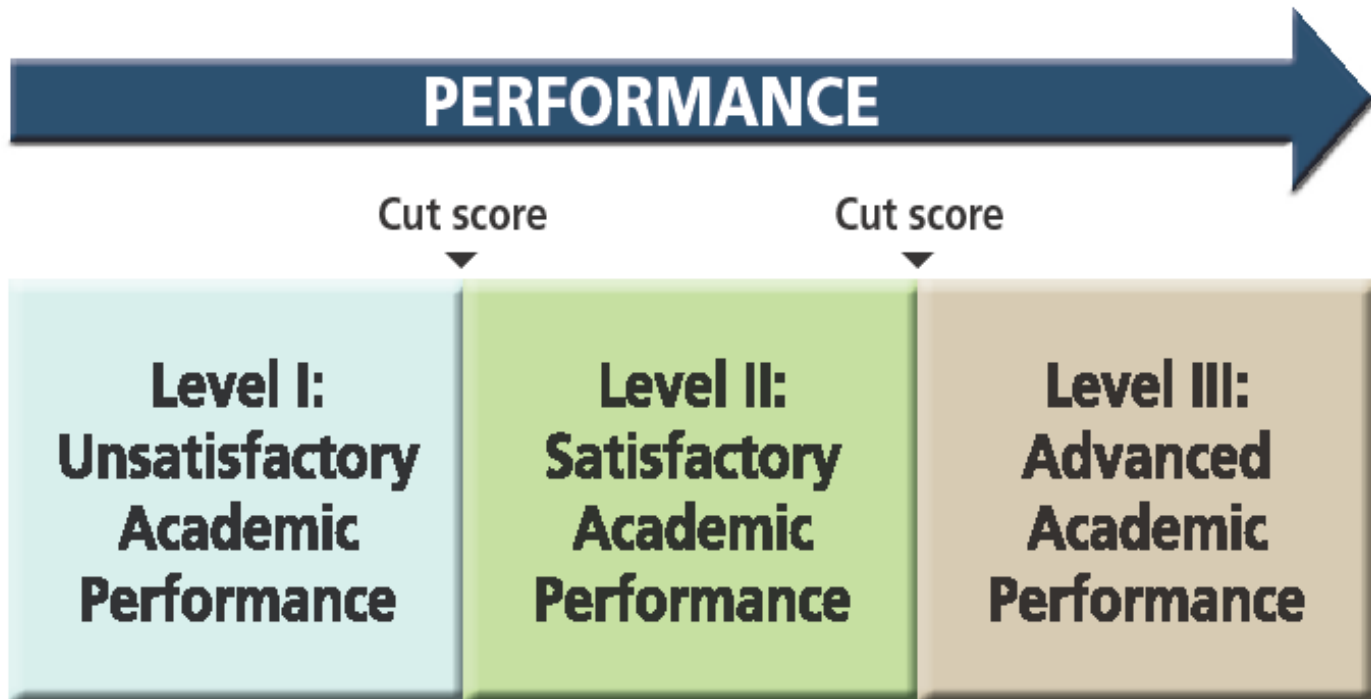 PERFORMANCE
Cut score
Cut score
Level I:
Unsatisfactory
Academic
Performance
Level II:
Satisfactory
Academic
Performance
Level III:
Advanced
Academic
Performance